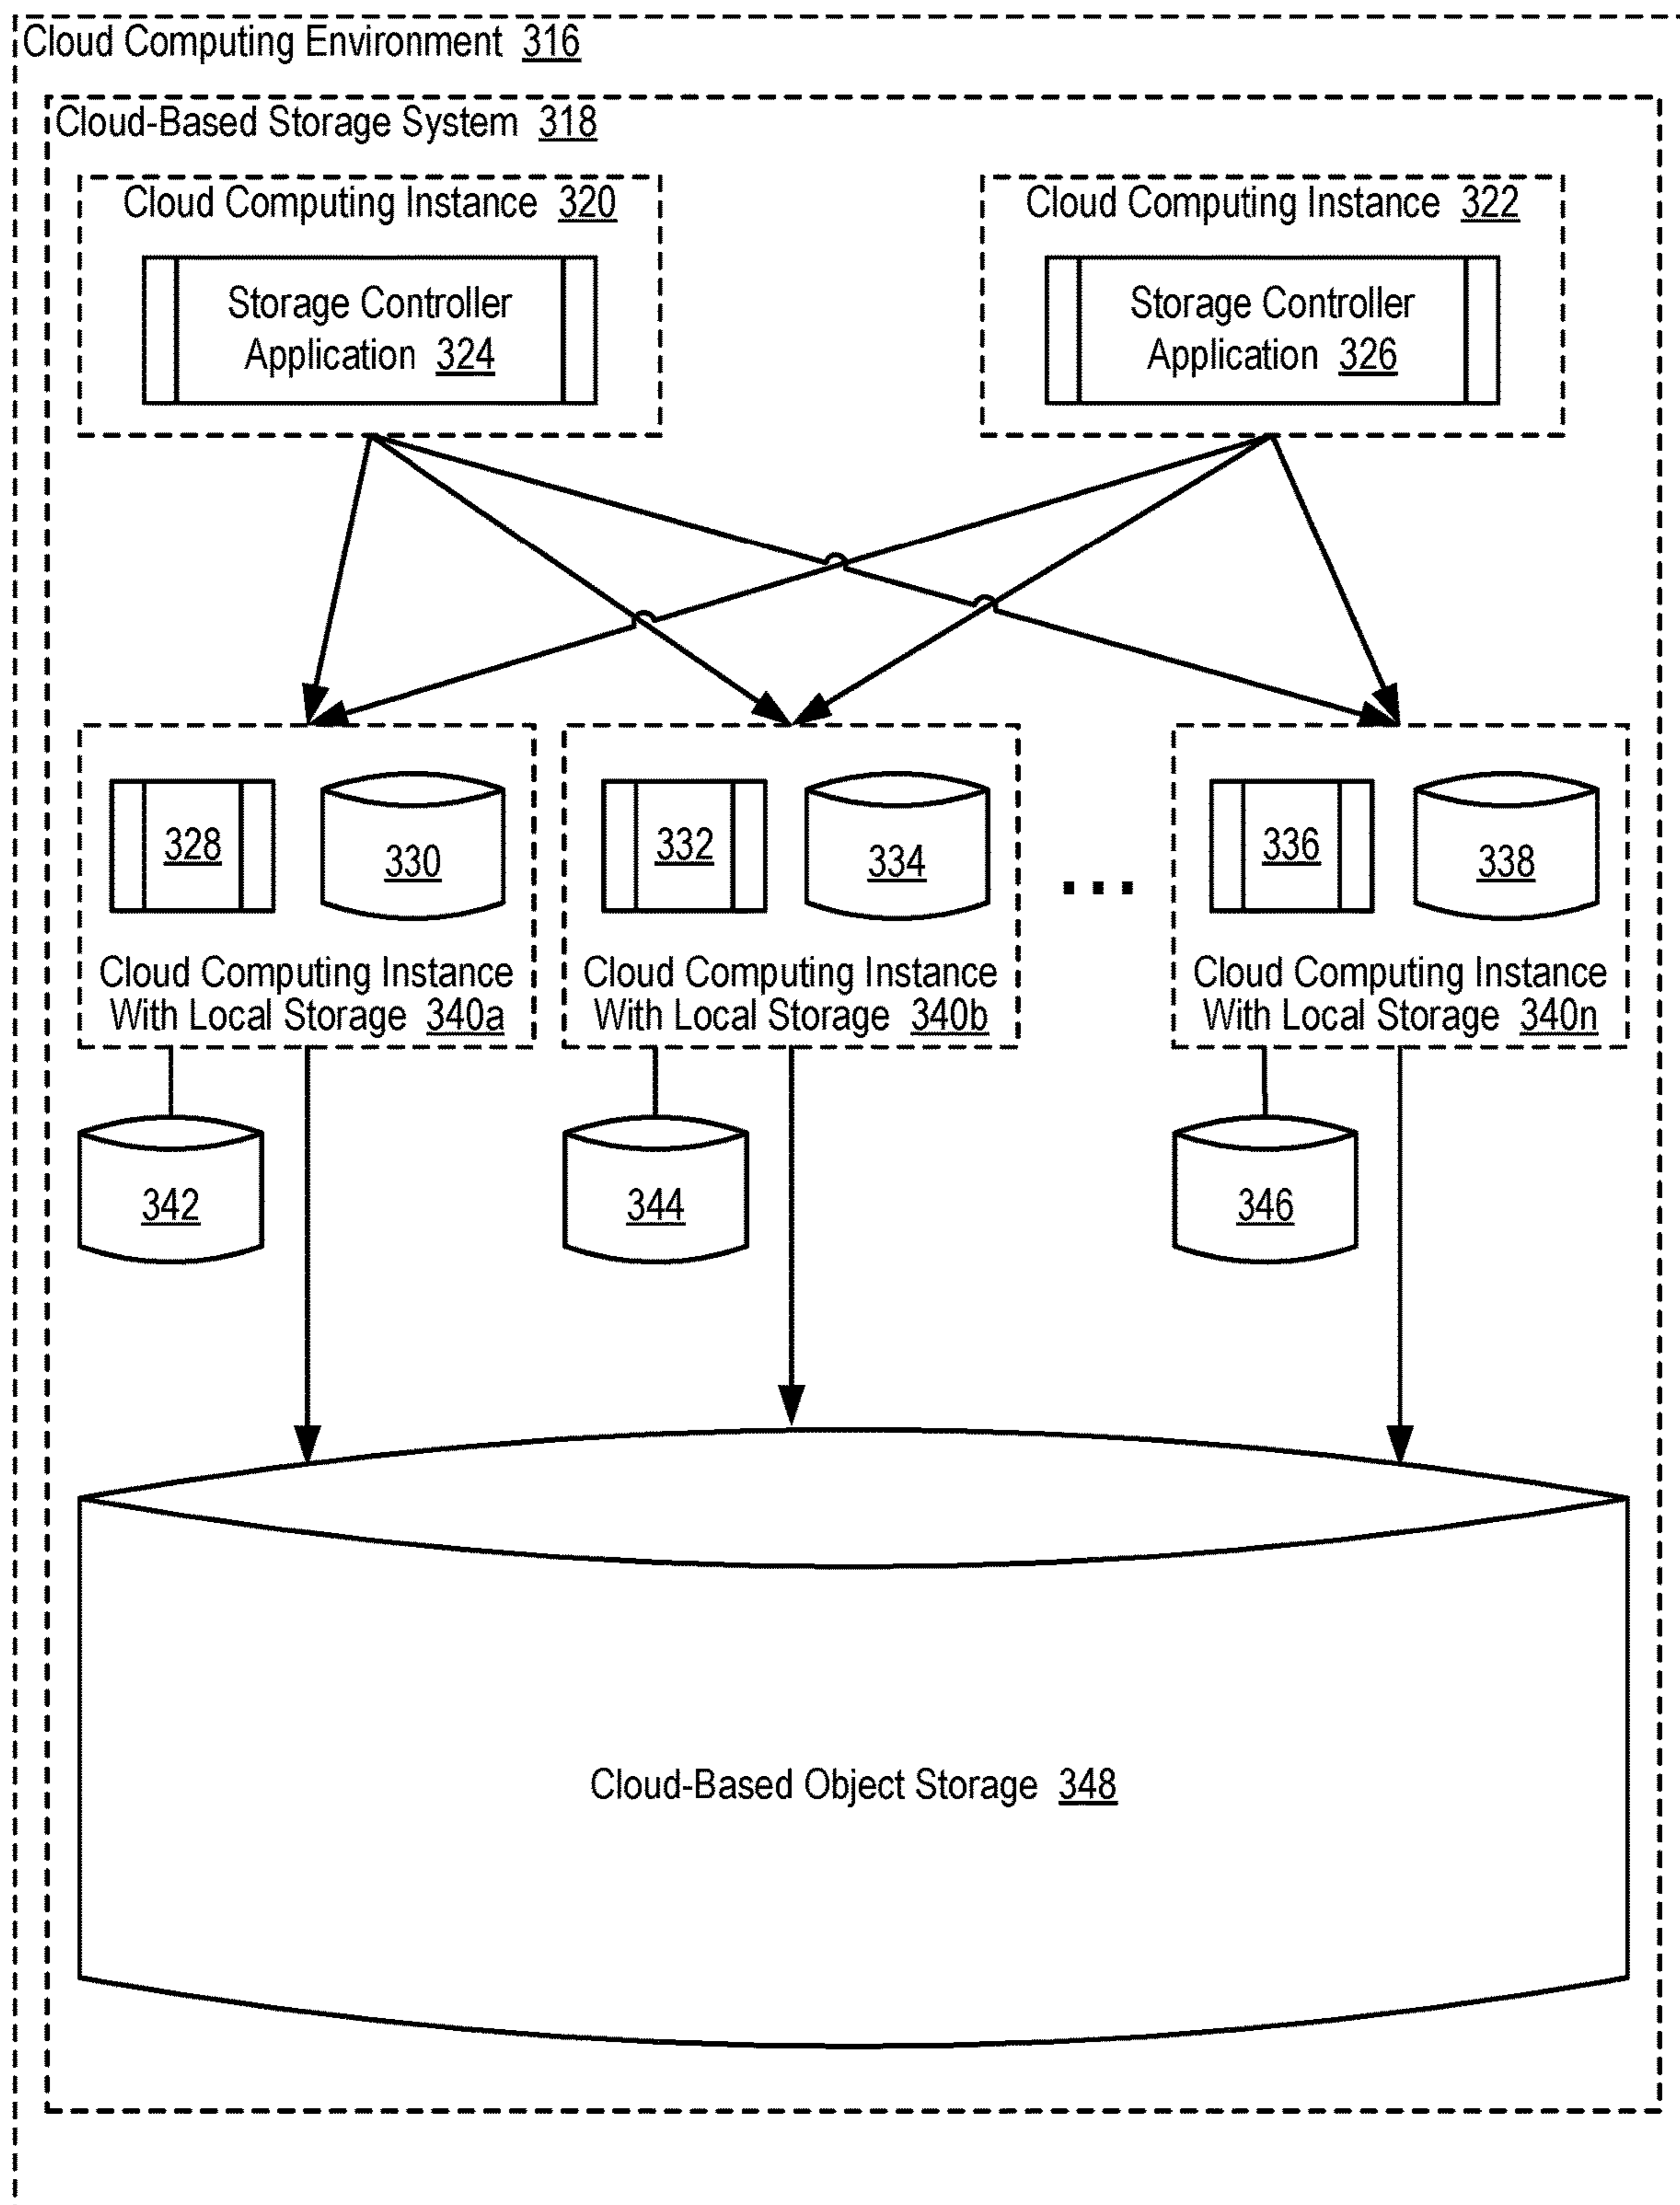 Cloud Computing Environment 316
Cloud-Based Storage System 318
Cloud Computing Instance 320
Storage Controller
Application 324
Cloud Computing Instance 322
Storage Controller
Application 326
328
330
Cloud Computing Instance
With Local Storage 340a
332
334
Cloud Computing Instance
With Local Storage 340b
...
336
338
Cloud Computing Instance
With Local Storage 340n
342
344
346
Cloud-Based Object Storage 348